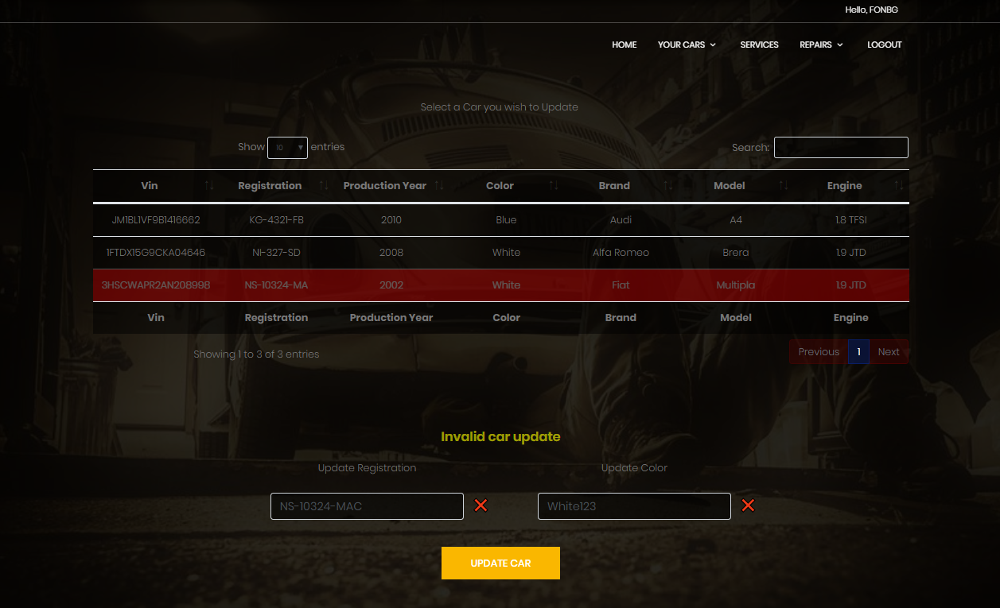 Hello, FONBG
HOME YOUR CARS SERVICES REPAIRS LOGOUT
Select a Car you wish to Update
Show 10 entries Search:
Vin Registration Production Year Color Brand Model Engine
JM1BL1VF9B1416662 KG-4321-FB 2010 Blue Audi A4 1.8 TFSI
1FTDX15G9CKA04646 NI-327-SD 2008 White Alfa Romeo Brera 1.9 JTD
3HSCWAPR2AN208998 NS-10324-MA 2002 White Fiat Multipla 1.9 JTD
Vin Registration Production Year Color Brand Model Engine
Showing 1 to 3 of 3 entries Previous 1 Next
Invalid car update
Update Registration Update Color
NS-10324-MAC White123
UPDATE CAR